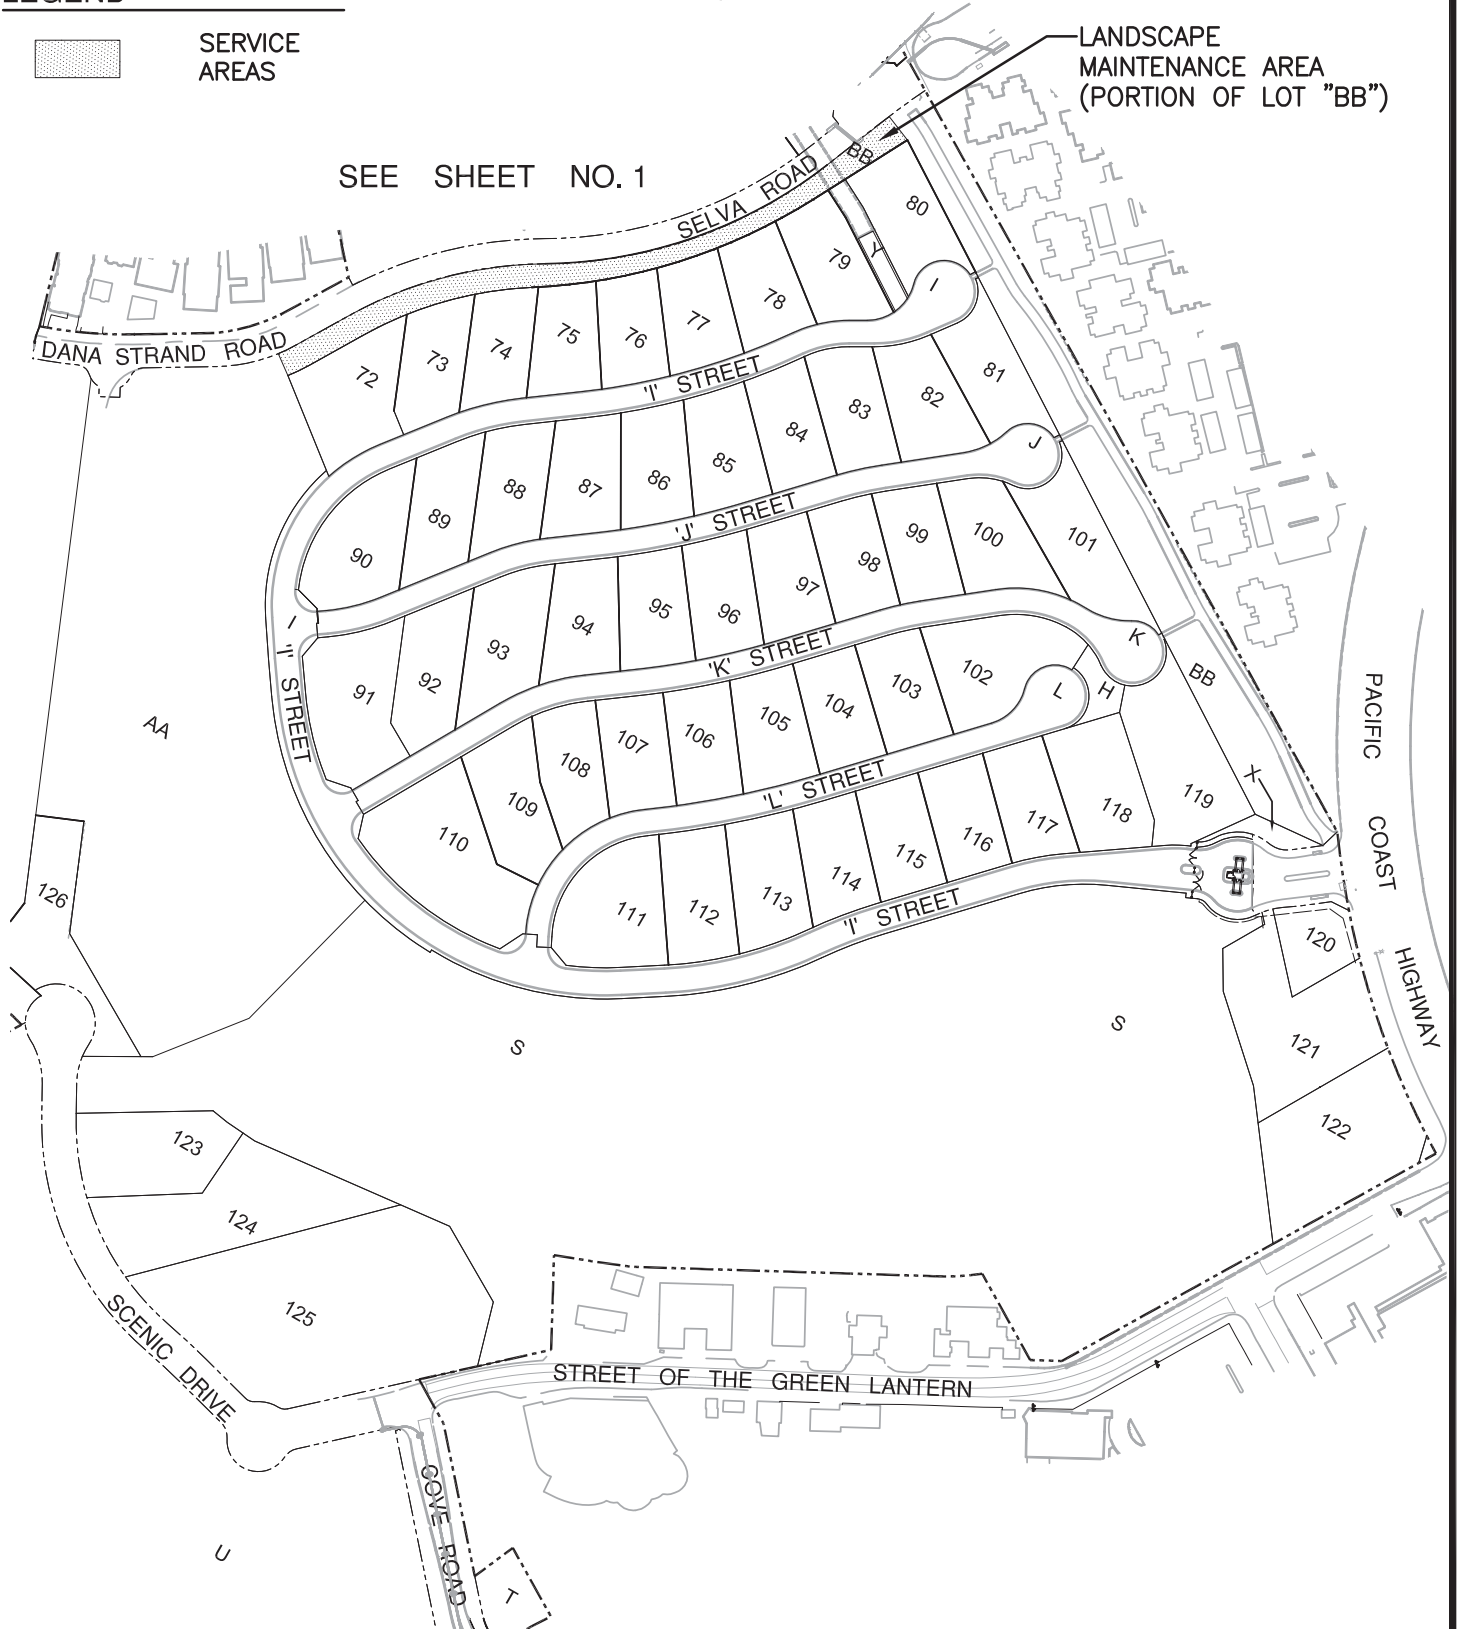 SERVICE
AREAS
LANDSCAPE
MAINTENANCE AREA
(PORTION OF LOT "BB")
SEE SHEET NO. 1
SELVA ROAD
BB
DANA STRAND ROAD
80
79
Y
78
77
76
75
74
73
72
I
'I' STREET
81
82
83
84
85
86
87
88
89
90
J
'J' STREET
101
100
99
98
97
96
95
94
93
92
91
I
'I' STREET
K
'K' STREET
BB
H
L
102
103
104
105
106
107
108
109
110
'L' STREET
X
119
118
117
116
115
114
113
112
111
'I' STREET
PACIFIC COAST HIGHWAY
AA
126
S
S
120
121
122
123
124
125
SCENIC DRIVE
STREET OF THE GREEN LANTERN
COVE ROAD
U
T